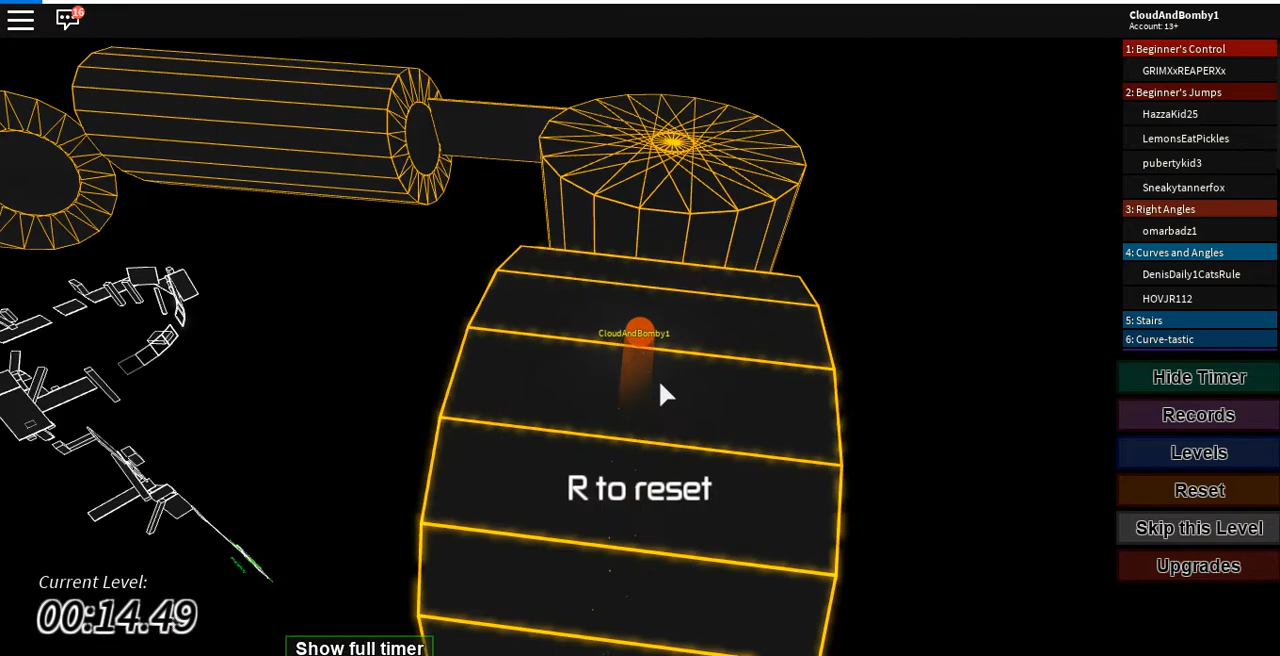 16
CloudAndBomby1
Account: 13+
1: Beginner's Control
GRIMXxREAPERXx
2: Beginner's Jumps
HazzaKid25
LemonsEatPickles
pubertykid3
Sneakytannerfox
3: Right Angles
omarbadz1
4: Curves and Angles
DenisDaily1CatsRule
HOVJR112
5: Stairs
6: Curve-tastic
Hide Timer
Records
Levels
Reset
Skip this Level
Upgrades
CloudAndBomby1
R to reset
Current Level:
00:14.49
Show full timer